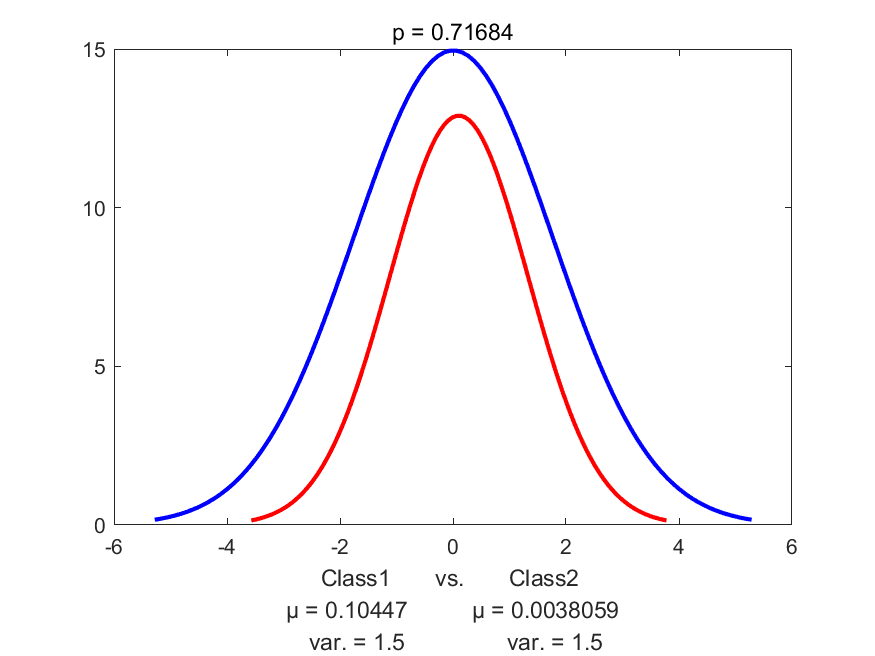 p = 0.71684
15
10
5
0
-6 -4 -2 0 2 4 6
Class1 vs. Class2
μ = 0.10447 μ = 0.0038059
var. = 1.5 var. = 1.5